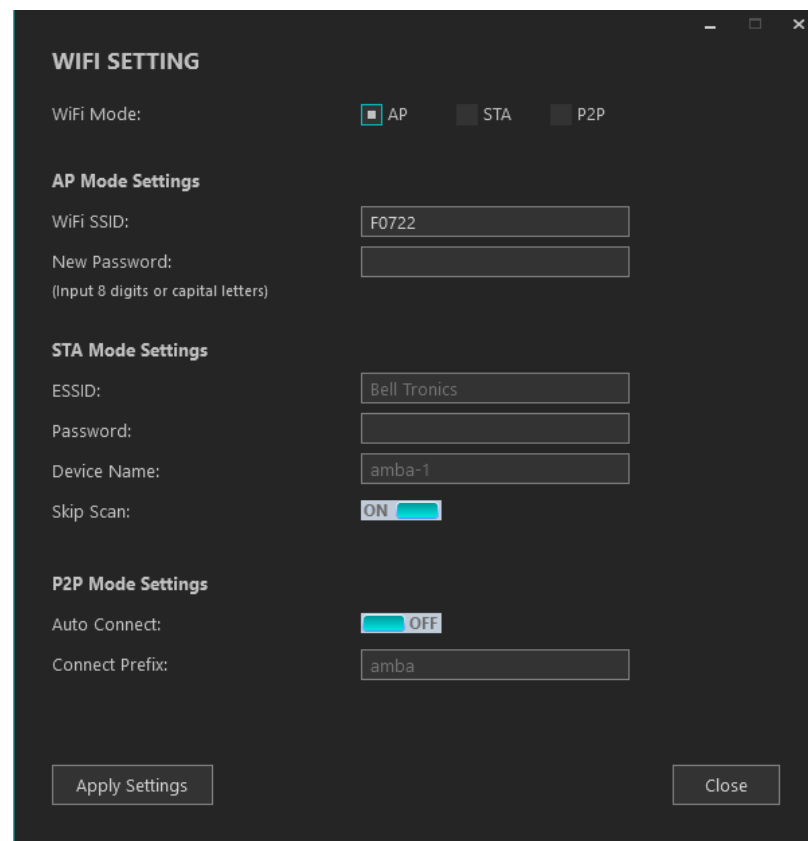 WIFI SETTING
WiFi Mode: AP STA P2P
AP Mode Settings
WiFi SSID: F0722
New Password:
(Input 8 digits or capital letters)
STA Mode Settings
ESSID: Bell Tronics
Password:
Device Name: amba-1
Skip Scan: ON
P2P Mode Settings
Auto Connect: OFF
Connect Prefix: amba
Apply Settings Close